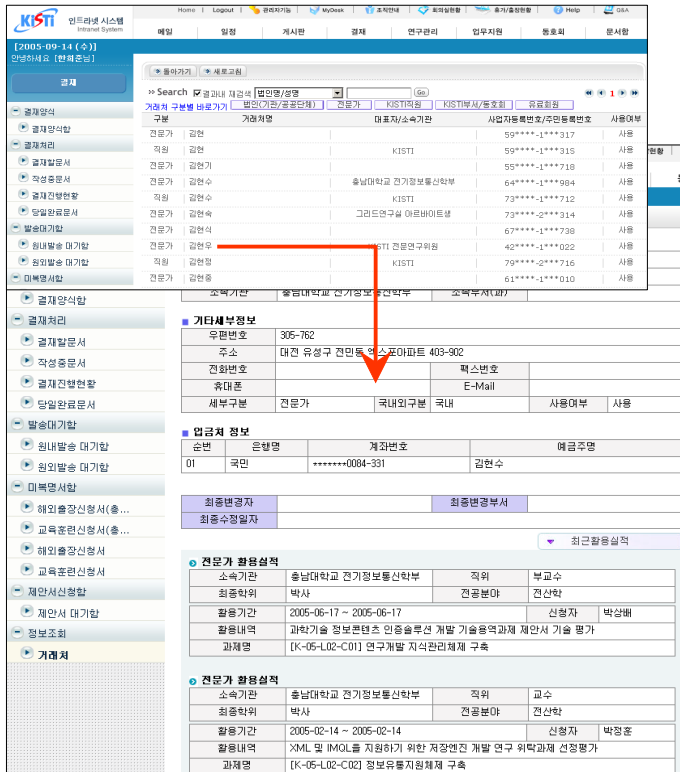 Home | Logout | 관리자기능 | MyDesk | 조직안내 | 회의실현황 | 휴가/출장현황 | Help | Q&A
KiSTi 인트라넷 시스템
Intranet System
메일 일정 게시판 결재 연구관리 업무지원 동호회 문서함
[2005-09-14 (수)]
안녕하세요 [한희준님]
결재
결재양식
결재양식함
결재처리
결재할문서
작성중문서
결재진행현황
당일완료문서
발송대기함
원내발송 대기함
원외발송 대기함
미복명서함
돌아가기 새로고침
>> Search 결과내 재검색 법인명/성명 Go 1
거래처 구분별 바로가기 법인(기관/공공단체) 전문가 KISTI직원 KISTI부서/동호회 유료회원
구분 거래처명 대표자/소속기관 사업자등록번호/주민등록번호 사용여부
전문가 김현 59****-1***317 사용
직원 김현 KISTI 59****-1***315 사용
전문가 김현기 55****-1***718 사용
전문가 김현수 충남대학교 전기정보통신학부 64****-1***984 사용
직원 김현수 KISTI 73****-1***712 사용
전문가 김현숙 그리드연구실 아르바이트생 73****-2***314 사용
전문가 김현식 67****-1***738 사용
전문가 김현우 KISTI 전문연구위원 42****-1***022 사용
직원 김현정 KISTI 79****-2***716 사용
전문가 김현중 61****-1***010 사용
현황
결재양식함
결재처리
결재할문서
작성중문서
결재진행현황
당일완료문서
발송대기함
원내발송 대기함
원외발송 대기함
미복명서함
해외출장신청서(총...
교육훈련신청서(총...
해외출장신청서
교육훈련신청서
제안서신청함
제안서 대기함
정보조회
거래처
소속기관 충남대학교 전기정보통신학부 소속부서(과)
기타세부정보
우편번호 305-762
주소 대전 유성구 전민동 엑스포아파트 403-902
전화번호 팩스번호
휴대폰 E-Mail
세부구분 전문가 국내외구분 국내 사용여부 사용
입금처 정보
순번 은행명 계좌번호 예금주명
01 국민 *******0084-331 김현수
최종변경자 최종변경부서
최종수정일자
최근활용실적
전문가 활용실적
소속기관 충남대학교 전기정보통신학부 직위 부교수
최종학위 박사 전공분야 전산학
활용기간 2005-06-17 ~ 2005-06-17 신청자 박상배
활용내역 과학기술 정보콘텐츠 인증솔루션 개발 기술용역과제 제안서 기술 평가
과제명 [K-05-L02-C01] 연구개발 지식관리체제 구축
전문가 활용실적
소속기관 충남대학교 전기정보통신학부 직위 교수
최종학위 박사 전공분야 전산학
활용기간 2005-02-14 ~ 2005-02-14 신청자 박정훈
활용내역 XML 및 IMQL을 지원하기 위한 저장엔진 개발 연구 위탁과제 선정평가
과제명 [K-05-L02-C02] 정보유통지원체제 구축